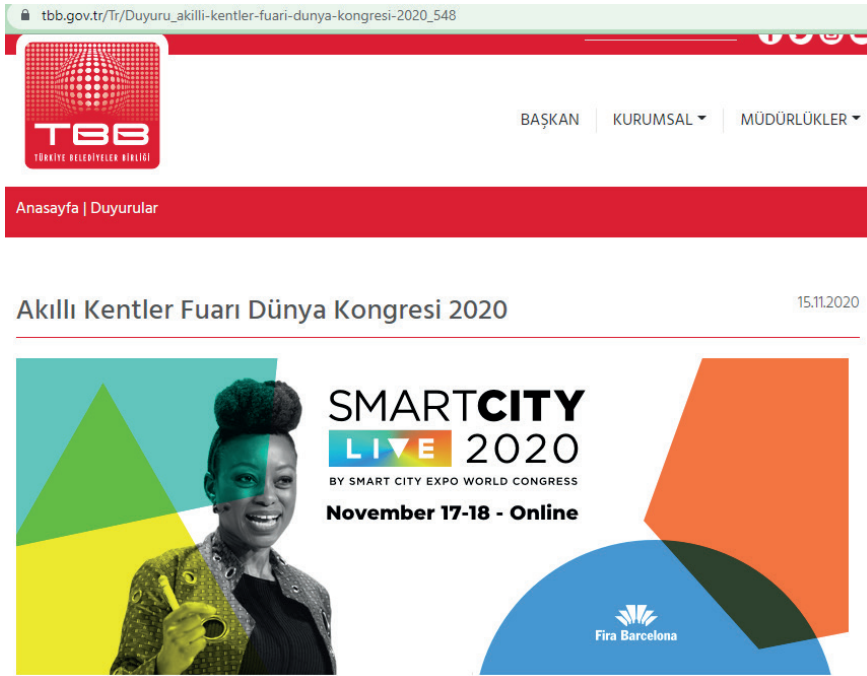 tbb.gov.tr/Tr/Duyuru_akilli-kentler-fuari-dunya-kongresi-2020_548
TBB
TÜRKİYE BELEDİYELER BİRLİĞİ
BAŞKAN
KURUMSAL
MÜDÜRLÜKLER
Anasayfa | Duyurular
Akıllı Kentler Fuarı Dünya Kongresi 2020
15.11.2020
SMARTCITY
LIVE 2020
BY SMART CITY EXPO WORLD CONGRESS
November 17-18 - Online
Fira Barcelona